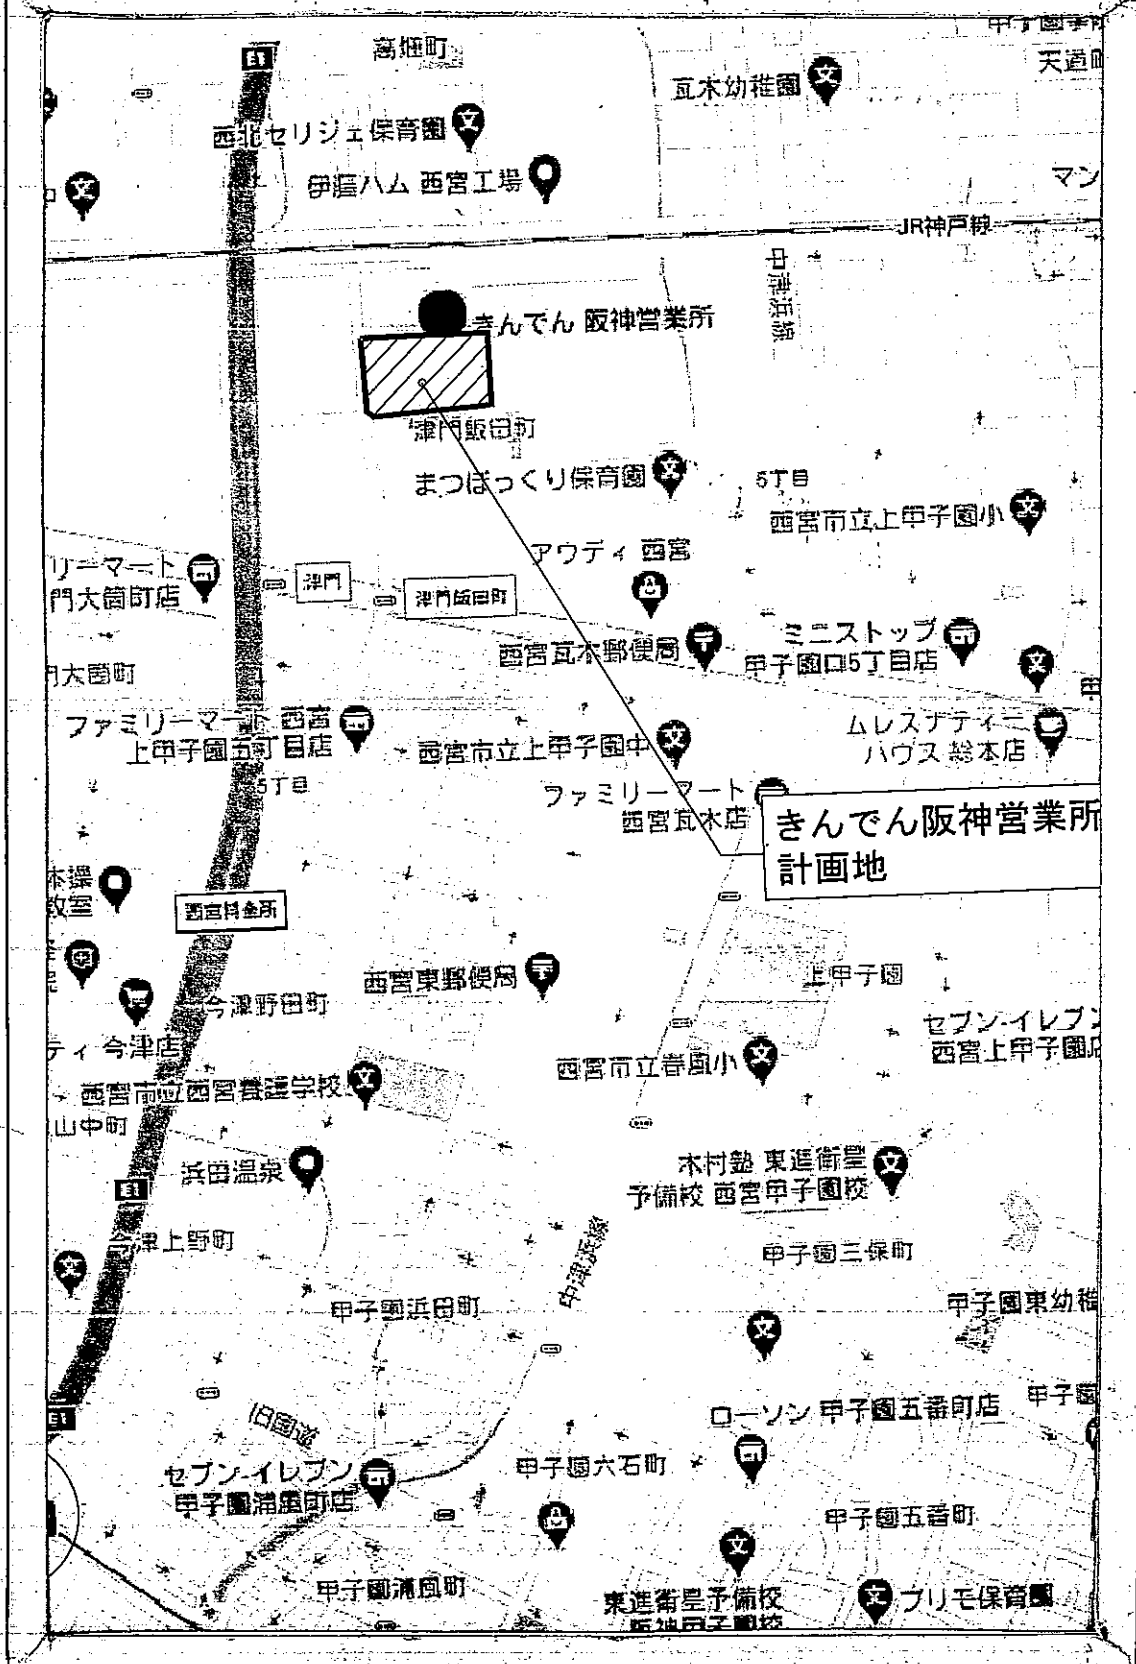 高畑町
E1
天道町
瓦木幼稚園
西北セリジェ保育園
伊藤ハム 西宮工場
マン
JR神戸線
中津浜線
きんでん 阪神営業所
津門飯田町
まつぼっくり保育園
5丁目
西宮市立上甲子園小
アウディ 西宮
リーマート
門大箇町店
津門
津門飯田町
西宮瓦木郵便局
ミニストップ
甲子園口5丁目店
大箇町
ファミリーマート 西宮
上甲子園五丁目店
5丁目
西宮市立上甲子園中
ムレスナティー
ハウス 総本店
ファミリーマート
西宮瓦木店
きんでん阪神営業所
計画地
本操
教室
西宮料金所
西宮東郵便局
上甲子園
今津野田町
セブン-イレブン
西宮上甲子園店
ティ 今津店
西宮市立春風小
西宮市立西宮養護学校
山中町
浜田温泉
木村塾 東進衛星
予備校 西宮甲子園校
E1
今津上野町
中津浜線
甲子園三保町
甲子園浜田町
甲子園東幼稚
E1
旧国道
ローソン 甲子園五番町店
甲子園
セブン-イレブン
甲子園浦風町店
甲子園六石町
甲子園五番町
甲子園浦風町
東進衛星予備校
阪神甲子園校
プリモ保育園